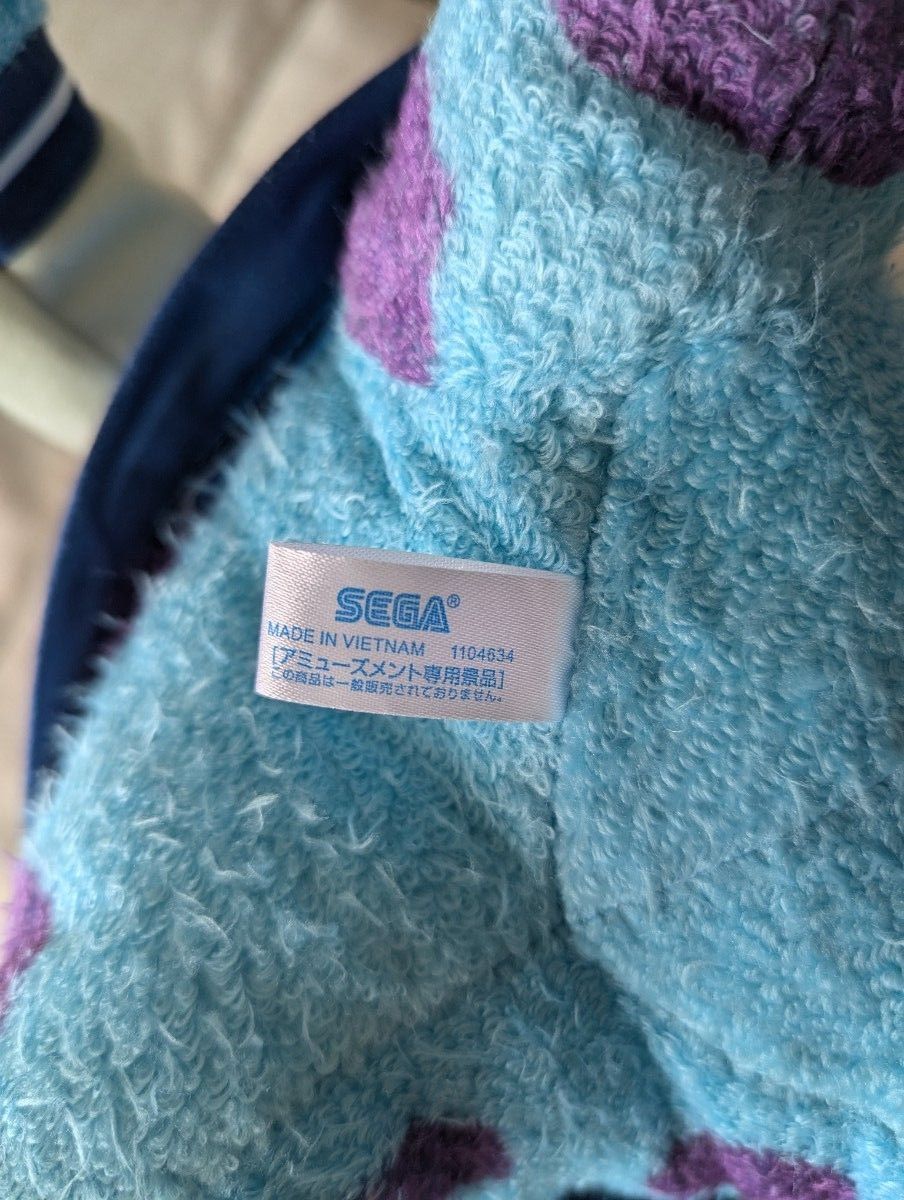 SEGA®
MADE IN VIETNAM 1104634
[アミューズメント専用景品]
この商品は一般販売されておりません。